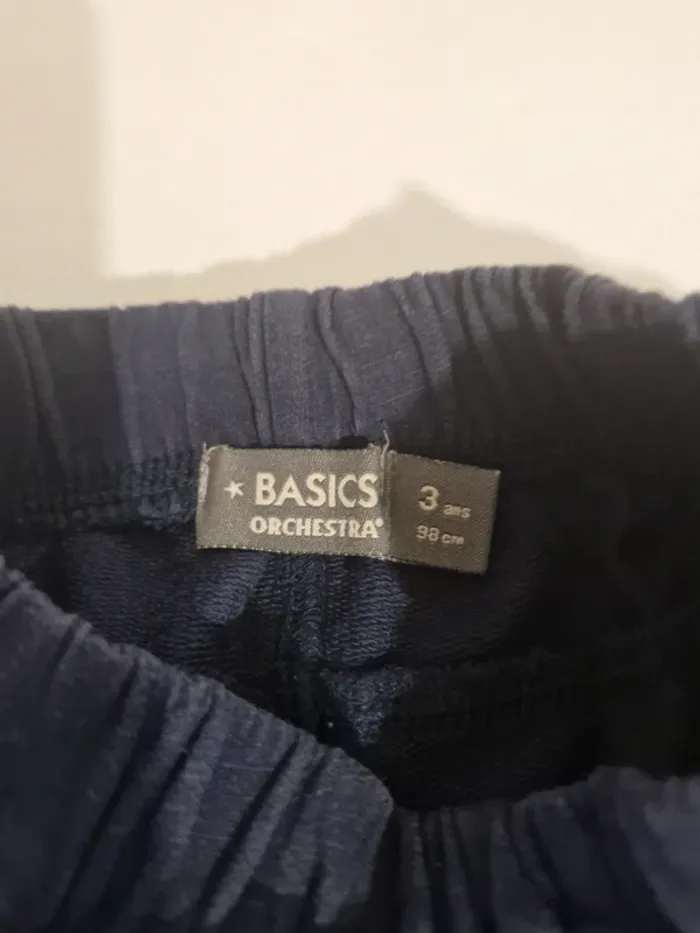 ★ BASICS
ORCHESTRA®
3 ans
98 cm